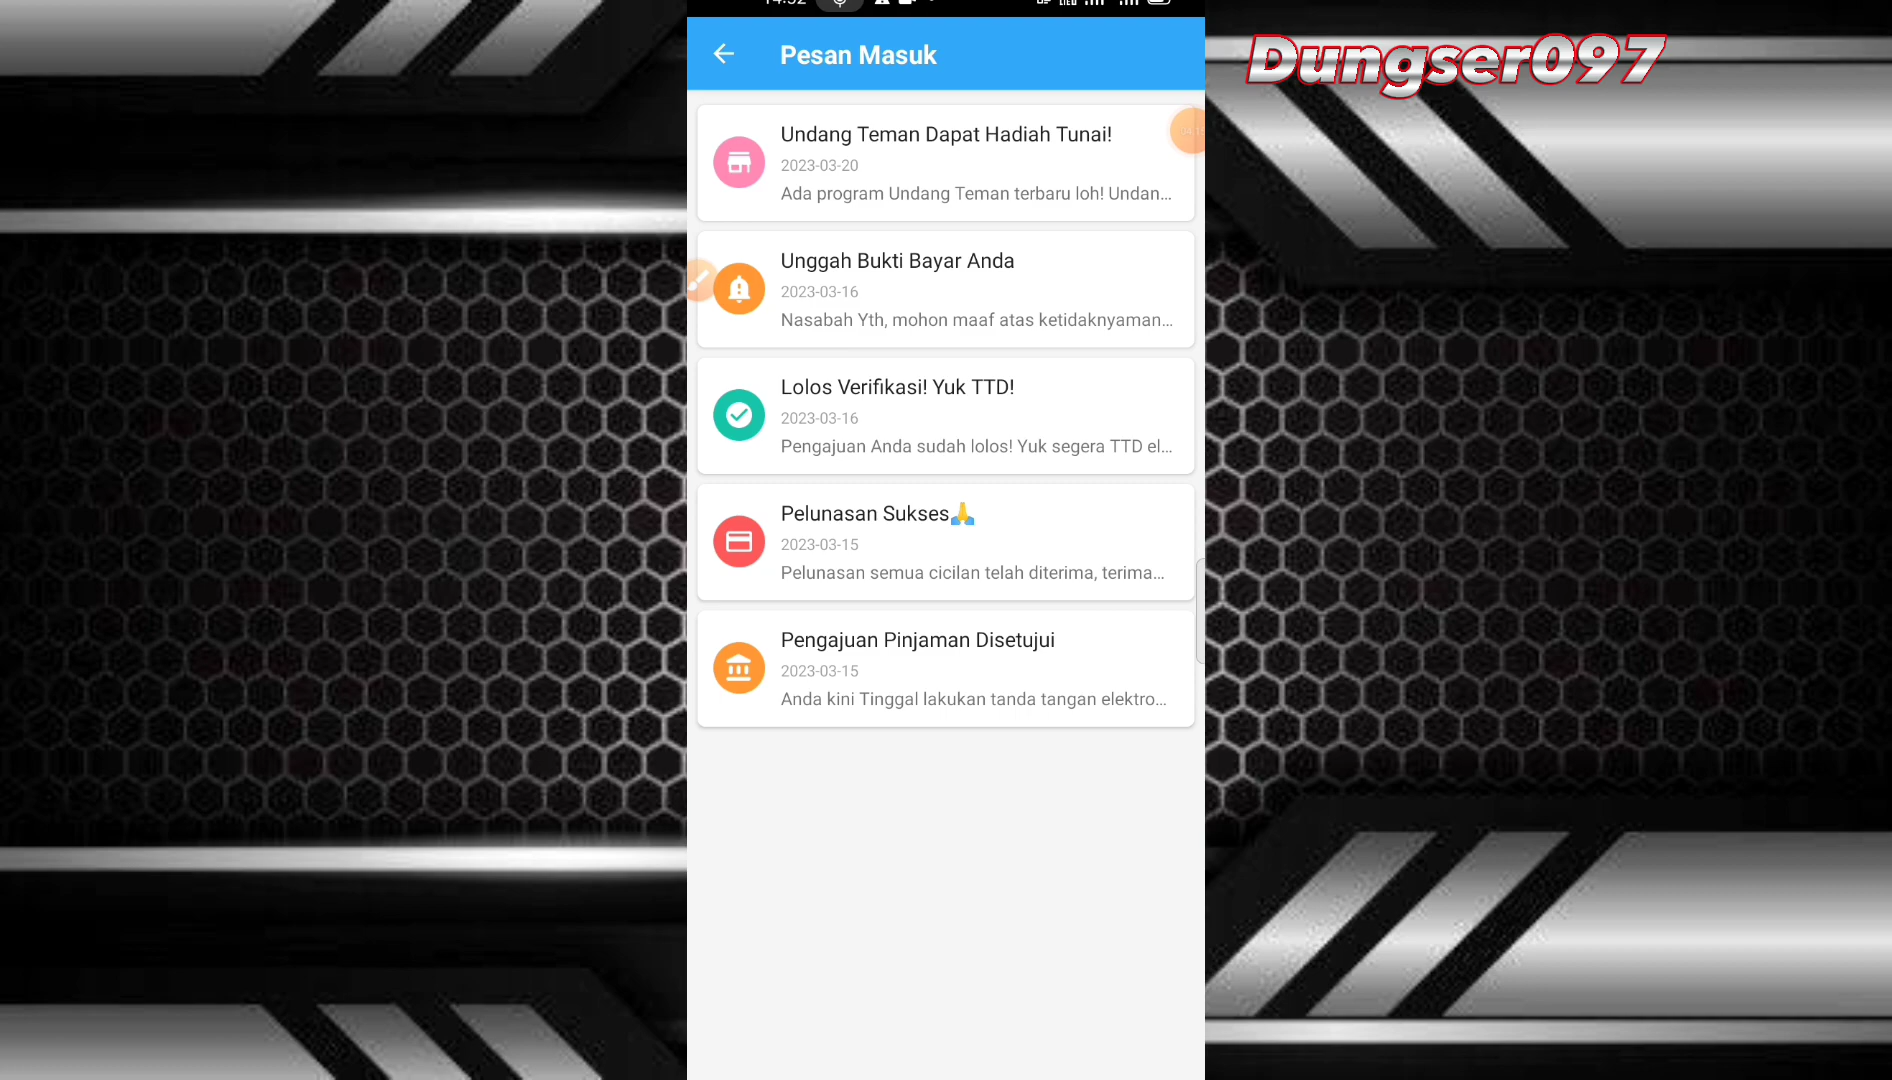 Dungser097
Pesan Masuk
Undang Teman Dapat Hadiah Tunai!
2023-03-20
Ada program Undang Teman terbaru loh! Undan...
Unggah Bukti Bayar Anda
2023-03-16
Nasabah Yth, mohon maaf atas ketidaknyaman...
Lolos Verifikasi! Yuk TTD!
2023-03-16
Pengajuan Anda sudah lolos! Yuk segera TTD el...
Pelunasan Sukses🙏
2023-03-15
Pelunasan semua cicilan telah diterima, terima...
Pengajuan Pinjaman Disetujui
2023-03-15
Anda kini Tinggal lakukan tanda tangan elektro...